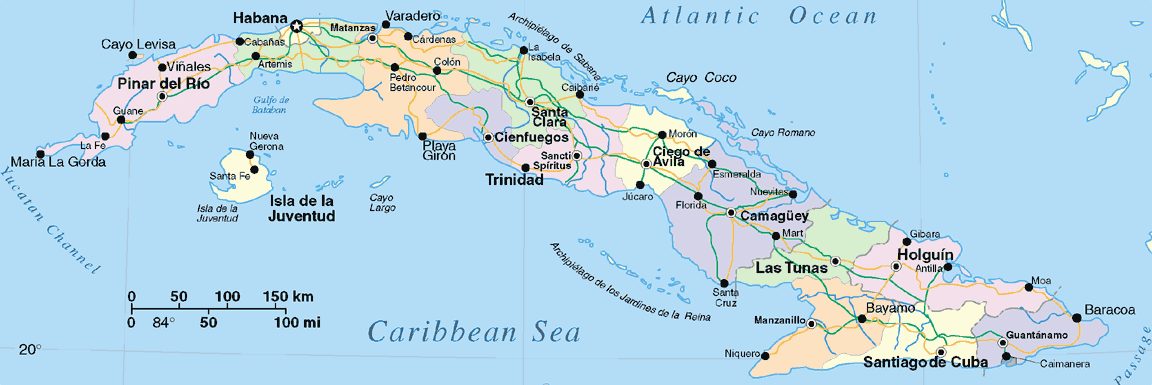 Atlantic Ocean
Habana
Varadero
Matanzas
Cárdenas
Archipiélago de Sabana
Cayo Levisa
Cabañas
La
Isabela
Viñales
Artemis
Colón
Pinar del Río
Pedro
Betancour
Caibarié
Cayo Coco
Gulfo de
Bataban
Guane
Santa
Clara
Cayo Romano
La Fe
Nueva
Gerona
Playa
Girón
Cienfuegos
Morón
María La Gorda
Sancti
Spíritus
Ciego de
Avila
Santa Fe
Trinidad
Esmeralda
Yucatan Channel
Isla de la
Juventud
Isla de la
Juventud
Cayo
Largo
Júcaro
Florida
Nuevitas
Camagüey
Mart
Gibara
Archipiélago de los Jardines de la Reina
Las Tunas
Holguín
Antilla
0 50 100 150 km
0 84° 50 100 mi
Santa
Cruz
Moa
Caribbean Sea
Manzanillo
Bayamo
Baracoa
20°
Niquero
Guantánamo
Santiago de Cuba
Caimanera
Passage